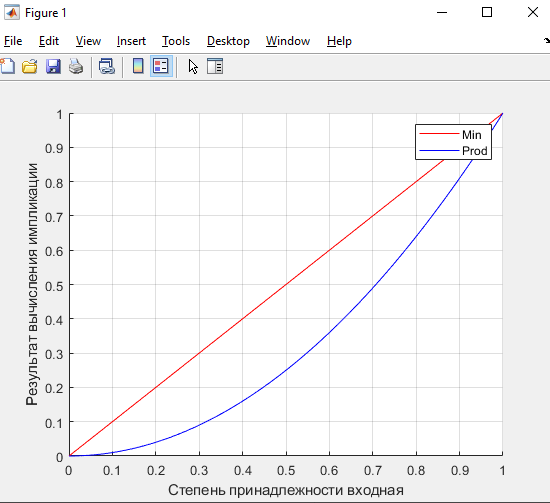 Figure 1
File Edit View Insert Tools Desktop Window Help
Min
Prod
1
0.9
0.8
0.7
0.6
0.5
0.4
0.3
0.2
0.1
0
Результат вычисления импликации
0 0.1 0.2 0.3 0.4 0.5 0.6 0.7 0.8 0.9 1
Степень принадлежности входная